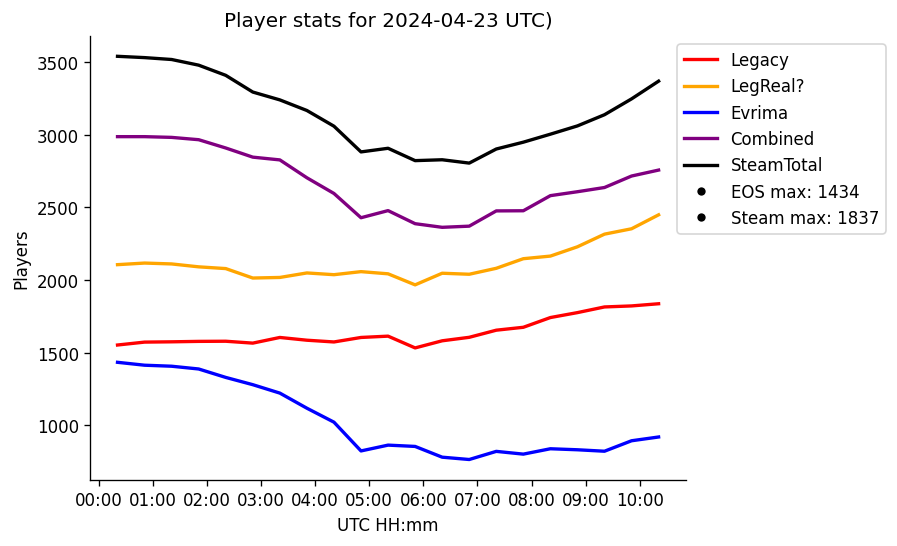 Player stats for 2024-04-23 UTC)
Legacy
LegReal?
Evrima
Combined
SteamTotal
EOS max: 1434
Steam max: 1837
Players
3500
3000
2500
2000
1500
1000
00:00 01:00 02:00 03:00 04:00 05:00 06:00 07:00 08:00 09:00 10:00
UTC HH:mm